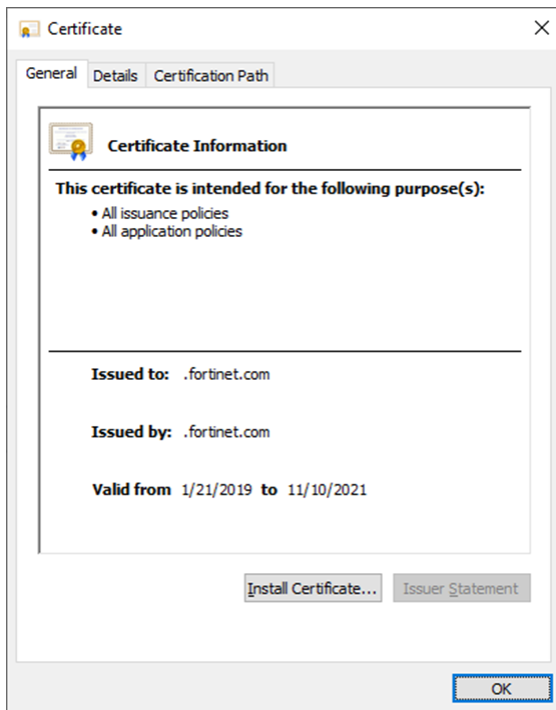 Certificate
General Details Certification Path
Certificate Information
This certificate is intended for the following purpose(s):
• All issuance policies
• All application policies
Issued to: .fortinet.com
Issued by: .fortinet.com
Valid from 1/21/2019 to 11/10/2021
Install Certificate... Issuer Statement
OK